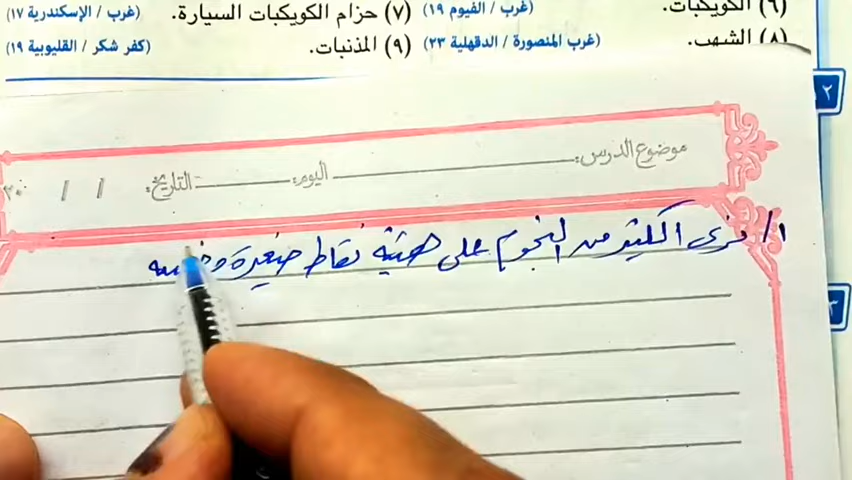 (٦) الكويكبات. (غرب / الفيوم ١٩) (٧) حزام الكويكبات السيارة. (غرب / الإسكندرية ١٧)
(٨) الشهب. (غرب المنصورة / الدقهلية ٢٣) (٩) المذنبات. (كفر شكر / القليوبية ١٩)
٢
موضوع الدرس: اليوم: التاريخ: / / ٢٠
١/ نرى الكثير من النجوم على هيئة نقاط صغيرة
٣